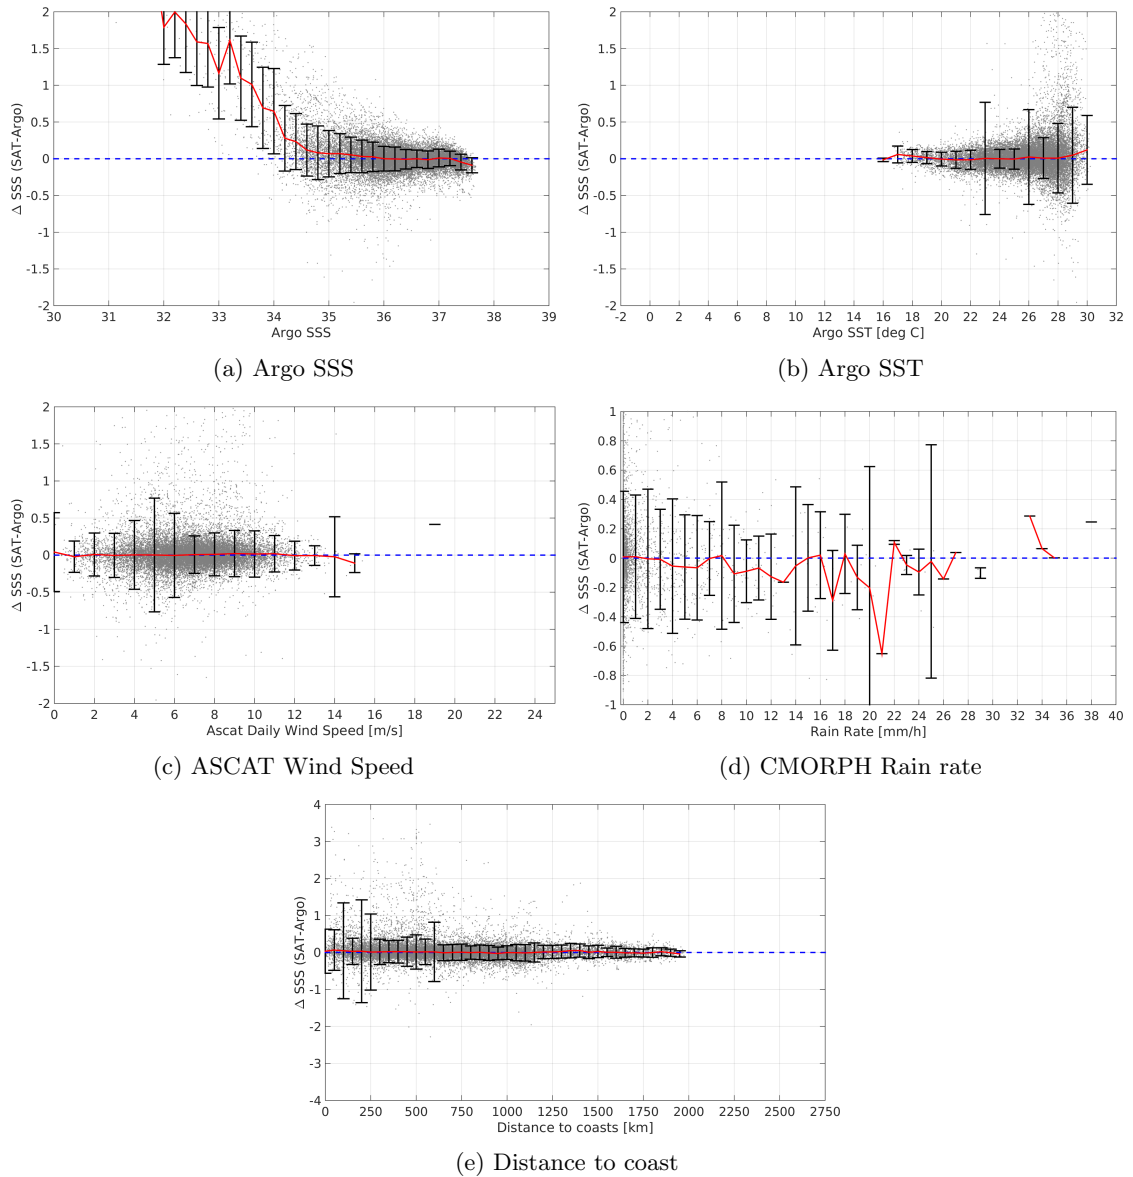 2
1.5
1
0.5
0
-0.5
-1
-1.5
-2
Δ SSS (SAT-Argo)
30 31 32 33 34 35 36 37 38 39
Argo SSS
(a) Argo SSS
2
1.5
1
0.5
0
-0.5
-1
-1.5
-2
Δ SSS (SAT-Argo)
-2 0 2 4 6 8 10 12 14 16 18 20 22 24 26 28 30 32
Argo SST [deg C]
(b) Argo SST
2
1.5
1
0.5
0
-0.5
-1
-1.5
-2
Δ SSS (SAT-Argo)
0 2 4 6 8 10 12 14 16 18 20 22 24
Ascat Daily Wind Speed [m/s]
(c) ASCAT Wind Speed
1
0.8
0.6
0.4
0.2
0
-0.2
-0.4
-0.6
-0.8
-1
Δ SSS (SAT-Argo)
0 2 4 6 8 10 12 14 16 18 20 22 24 26 28 30 32 34 36 38 40
Rain Rate [mm/h]
(d) CMORPH Rain rate
4
3
2
1
0
-1
-2
-3
-4
Δ SSS (SAT-Argo)
0 250 500 750 1000 1250 1500 1750 2000 2250 2500 2750
Distance to coasts [km]
(e) Distance to coast